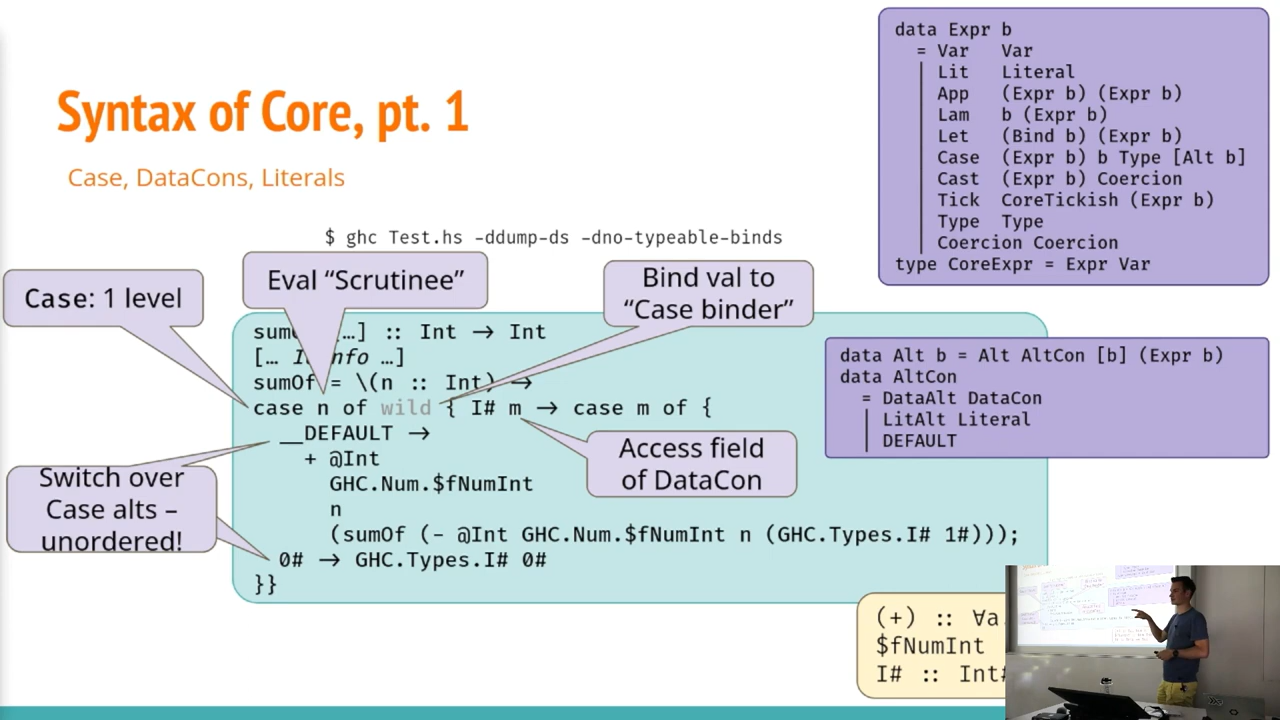 Syntax of Core, pt. 1
Case, DataCons, Literals
$ ghc Test.hs -ddump-ds -dno-typeable-binds
Case: 1 level
Eval “Scrutinee”
Bind val to
“Case binder”
…] :: Int → Int
[… …]
sumOf = \(n :: Int) →
case n of wild { I# m → case m of {
__DEFAULT →
+ @Int
GHC.Num.$fNumInt
n
(sumOf (- @Int GHC.Num.$fNumInt n (GHC.Types.I# 1#)));
0# → GHC.Types.I# 0#
}}
Access field
of DataCon
Switch over
Case alts –
unordered!
data Expr b
= Var Var
| Lit Literal
| App (Expr b) (Expr b)
| Lam b (Expr b)
| Let (Bind b) (Expr b)
| Case (Expr b) b Type [Alt b]
| Cast (Expr b) Coercion
| Tick CoreTickish (Expr b)
| Type Type
| Coercion Coercion
type CoreExpr = Expr Var
data Alt b = Alt AltCon [b] (Expr b)
data AltCon
= DataAlt DataCon
| LitAlt Literal
| DEFAULT
(+) :: ∀a
$fNumInt
I# :: Int#